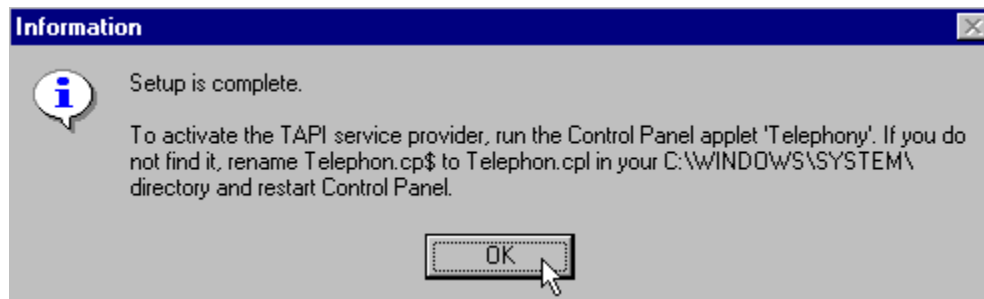 Information
Setup is complete.
To activate the TAPI service provider, run the Control Panel applet 'Telephony'. If you do
not find it, rename Telephon.cp$ to Telephon.cpl in your C:\WINDOWS\SYSTEM\
directory and restart Control Panel.
OK